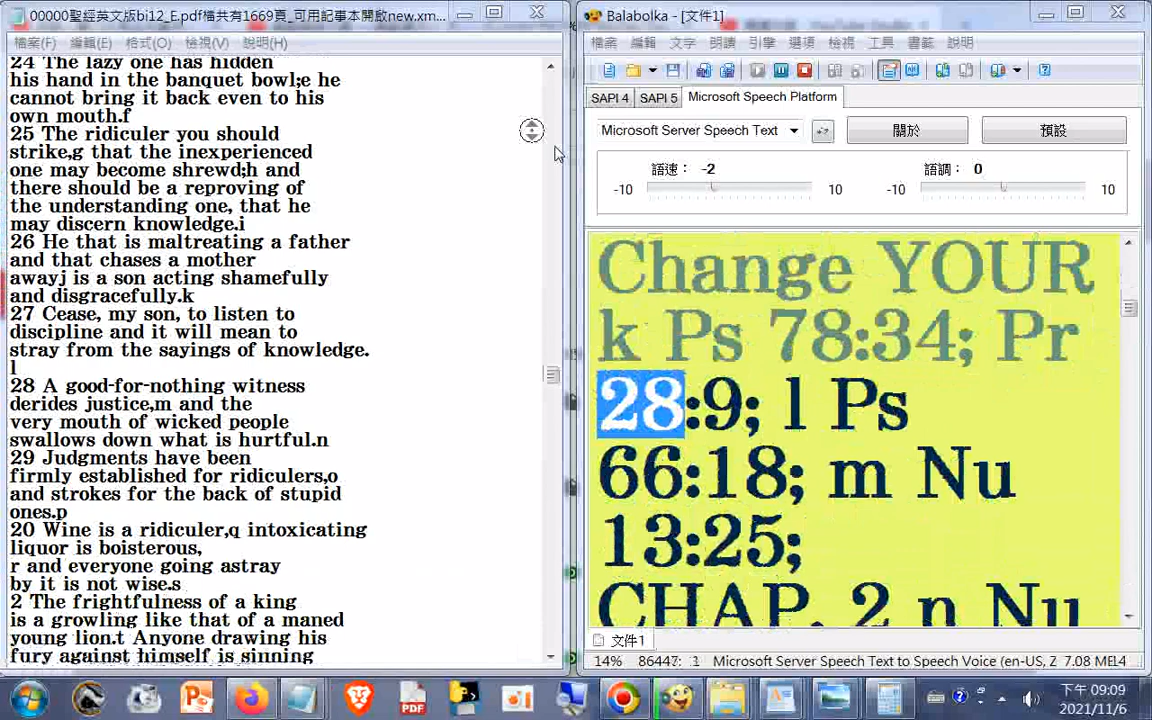 00000聖經英文版bi12_E.pdf檔共有1669頁_可用記事本開啟new.xm...
檔案(F) 編輯(E) 格式(O) 檢視(V) 說明(H)
24 The lazy one has hidden
his hand in the banquet bowl;e he
cannot bring it back even to his
own mouth.f
25 The ridiculer you should
strike,g that the inexperienced
one may become shrewd;h and
there should be a reproving of
the understanding one, that he
may discern knowledge.i
26 He that is maltreating a father
and that chases a mother
awayj is a son acting shamefully
and disgracefully.k
27 Cease, my son, to listen to
discipline and it will mean to
stray from the sayings of knowledge.
l
28 A good-for-nothing witness
derides justice,m and the
very mouth of wicked people
swallows down what is hurtful.n
29 Judgments have been
firmly established for ridiculers,o
and strokes for the back of stupid
ones.p
20 Wine is a ridiculer,q intoxicating
liquor is boisterous,
r and everyone going astray
by it is not wise.s
2 The frightfulness of a king
is a growling like that of a maned
young lion.t Anyone drawing his
fury against himself is sinning
Balabolka - [文件1]
檔案 編輯 文字 朗讀 引擎 選項 檢視 工具 書籤 說明
SAPI 4 SAPI 5 Microsoft Speech Platform
Microsoft Server Speech Text 關於 預設
語速： -2 語調： 0
-10 10 -10 10
Change YOUR
k Ps 78:34; Pr
28:9; l Ps
66:18; m Nu
13:25;
CHAP. 2 n Nu
文件1
14% 86447: 1 Microsoft Server Speech Text to Speech Voice (en-US, Z 7.08 ME14
PDF
下午 09:09
2021/11/6